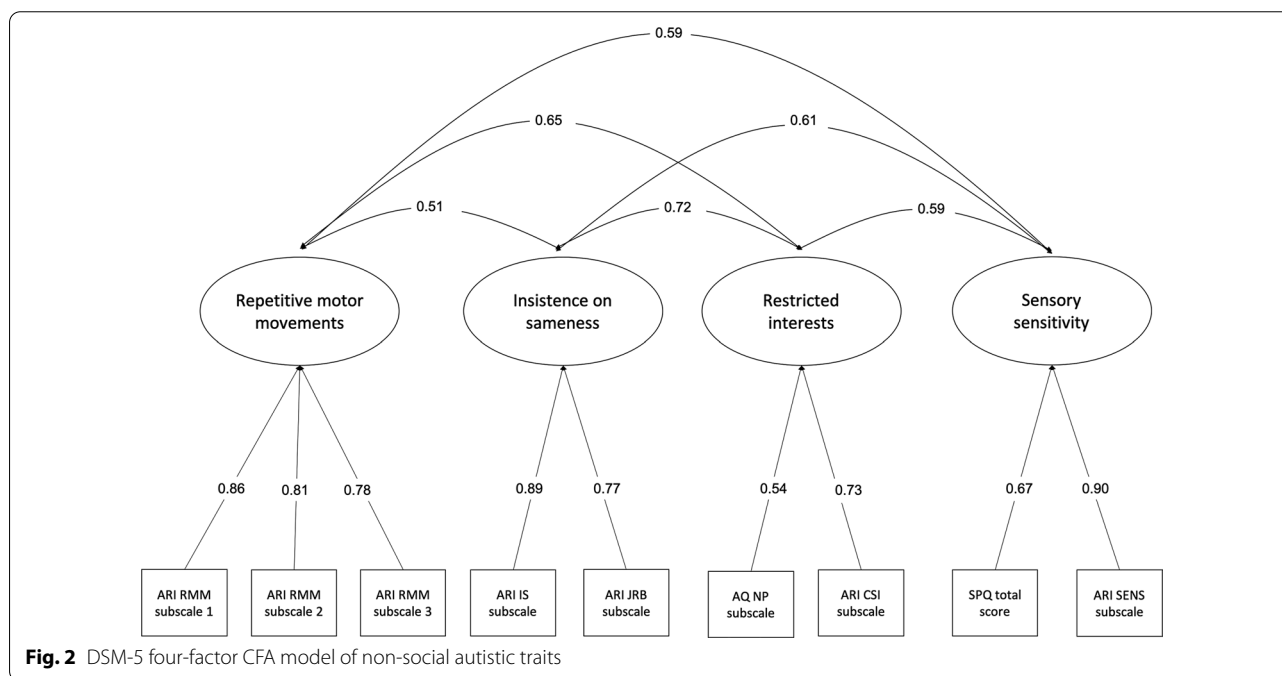 0.59
0.65
0.61
0.51
0.72
0.59
Repetitive motor
movements
Insistence on
sameness
Restricted
interests
Sensory
sensitivity
0.86
0.81
0.78
0.89
0.77
0.54
0.73
0.67
0.90
ARI RMM
subscale 1
ARI RMM
subscale 2
ARI RMM
subscale 3
ARI IS
subscale
ARI JRB
subscale
AQ NP
subscale
ARI CSI
subscale
SPQ total
score
ARI SENS
subscale
Fig. 2 DSM-5 four-factor CFA model of non-social autistic traits